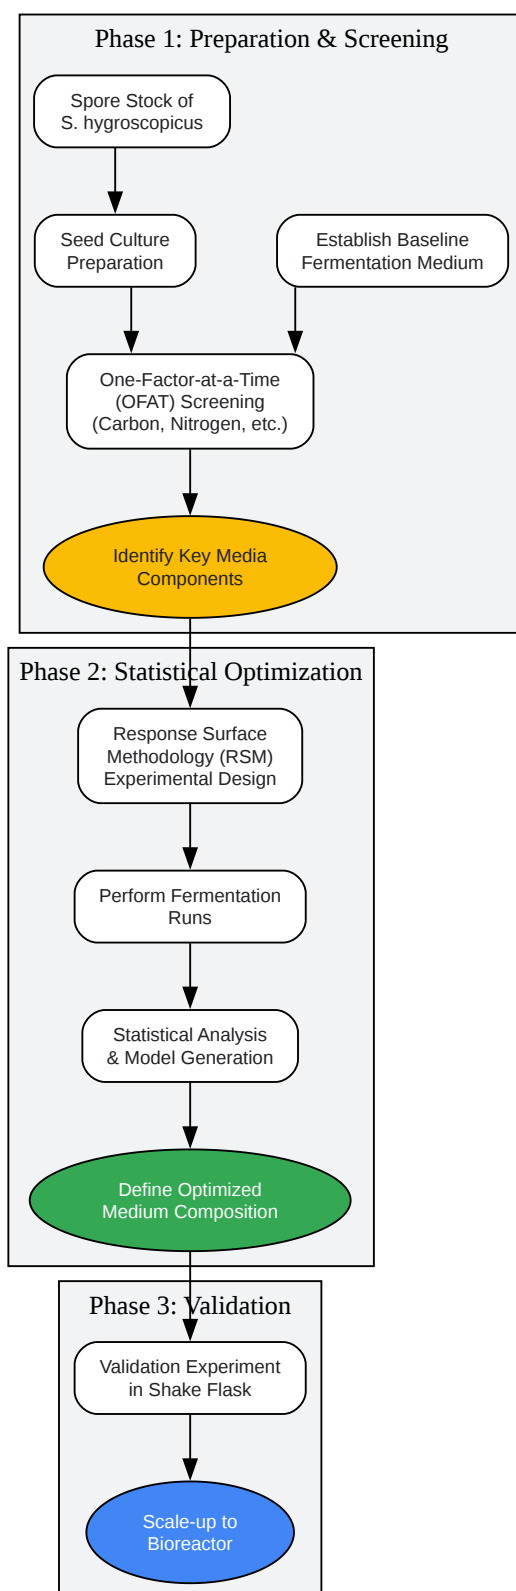 Phase 1: Preparation & Screening
Spore Stock of
S. hygroscopicus
Seed Culture
Preparation
Establish Baseline
Fermentation Medium
One-Factor-at-a-Time
(OFAT) Screening
(Carbon, Nitrogen, etc.)
Identify Key Media
Components
Phase 2: Statistical Optimization
Response Surface
Methodology (RSM)
Experimental Design
Perform Fermentation
Runs
Statistical Analysis
& Model Generation
Define Optimized
Medium Composition
Phase 3: Validation
Validation Experiment
in Shake Flask
Scale-up to
Bioreactor